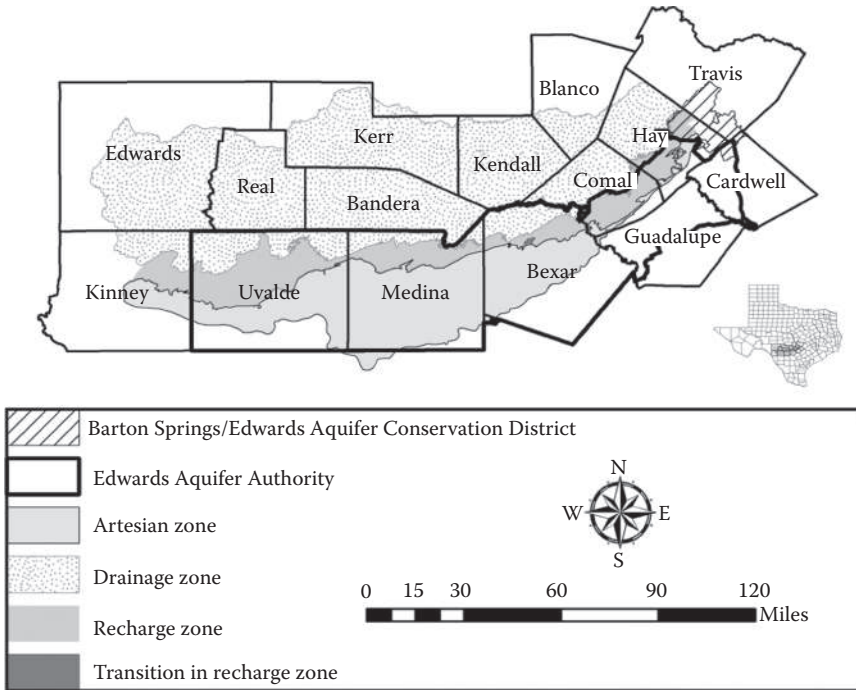 Travis
Blanco
Hay
Kerr
Edwards
Kendall
Real
Comal
Cardwell
Bandera
Guadalupe
Bexar
Kinney
Uvalde
Medina
Barton Springs/Edwards Aquifer Conservation District
Edwards Aquifer Authority
Artesian zone
Drainage zone
Recharge zone
Transition in recharge zone
N
W E
S
0 15 30 60 90 120
Miles